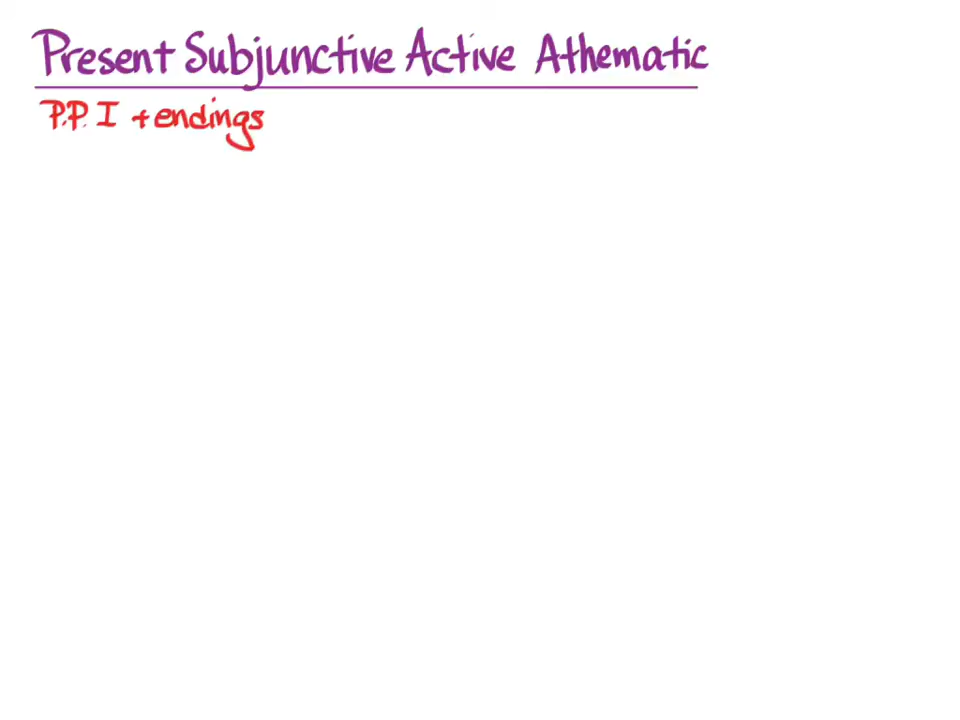 Present Subjunctive Active Athematic
P.P. I + endings